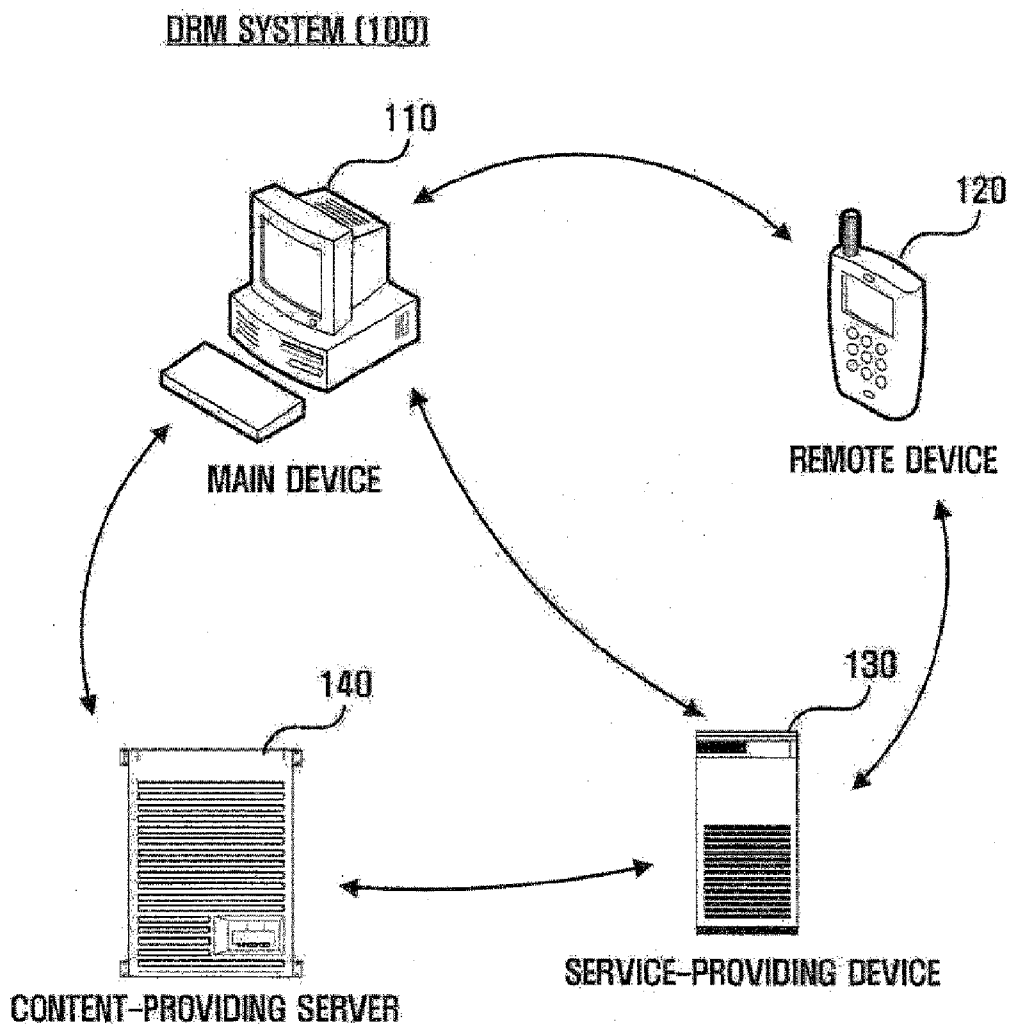 DRM SYSTEM (100)
110
120
MAIN DEVICE
REMOTE DEVICE
140
130
SERVICE-PROVIDING DEVICE
CONTENT-PROVIDING SERVER